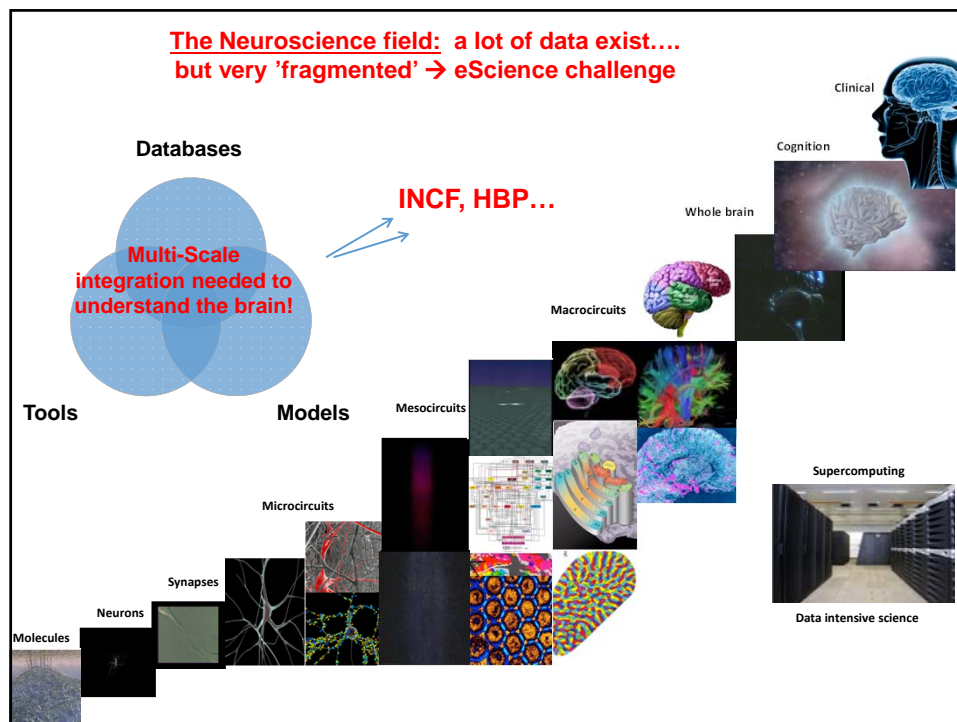 The Neuroscience field:  a lot of data exist….
but very ’fragmented’ → eScience challenge
Clinical
Databases
Cognition
INCF, HBP…
Whole brain
Multi-Scale
integration needed to
understand the brain!
Macrocircuits
Tools
Models
Mesocircuits
Supercomputing
Microcircuits
Synapses
Neurons
Data intensive science
Molecules